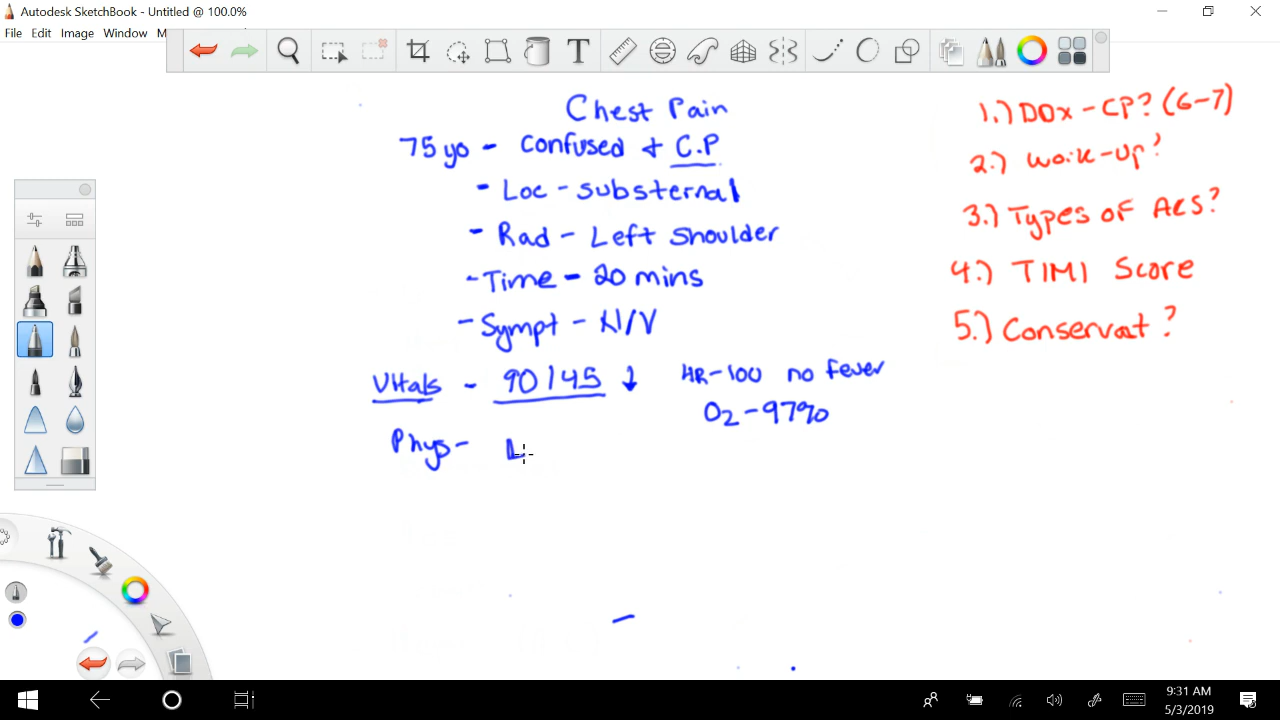 Autodesk SketchBook - Untitled @ 100.0%
File Edit Image Window M
Chest Pain
75 yo - Confused + C.P
- Loc - substernal
- Rad - Left Shoulder
- Time - 20 mins
- Sympt - N/V
Vitals - 90/45 ↓ HR-100 no fever
O2-97%
Phys-
1.) DDx - CP? (6-7)
2.) Work-up?
3.) Types of ACS?
4.) TIMI Score
5.) Conservat?
9:31 AM
5/3/2019